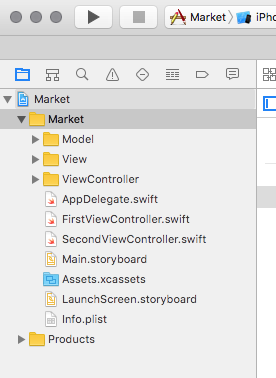 Market iPho
Market
Market
Model
View
ViewController
AppDelegate.swift
FirstViewController.swift
SecondViewController.swift
Main.storyboard
Assets.xcassets
LaunchScreen.storyboard
Info.plist
Products